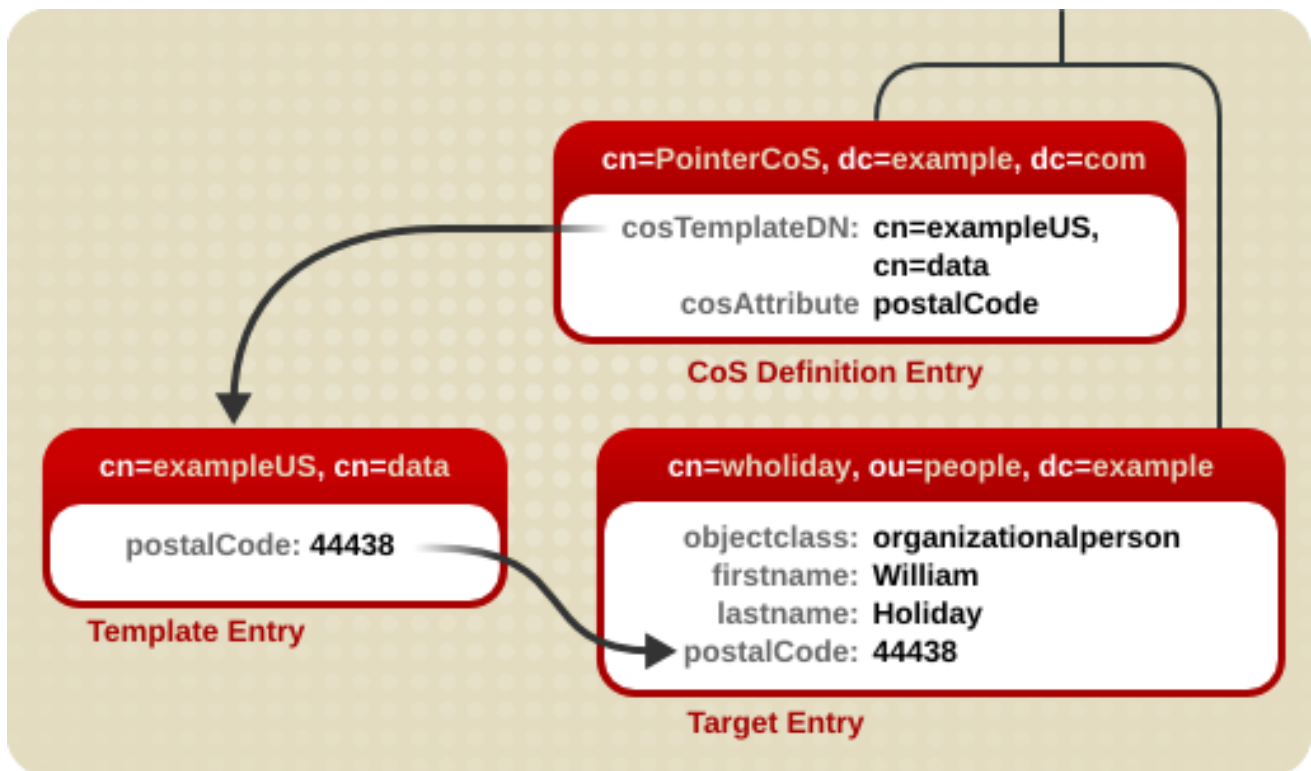 cn=PointerCoS, dc=example, dc=com
cosTemplateDN: cn=exampleUS,
cn=data
cosAttribute postalCode
CoS Definition Entry
cn=exampleUS, cn=data
postalCode: 44438
Template Entry
cn=wholiday, ou=people, dc=example
objectclass: organizationalperson
firstname: William
lastname: Holiday
postalCode: 44438
Target Entry